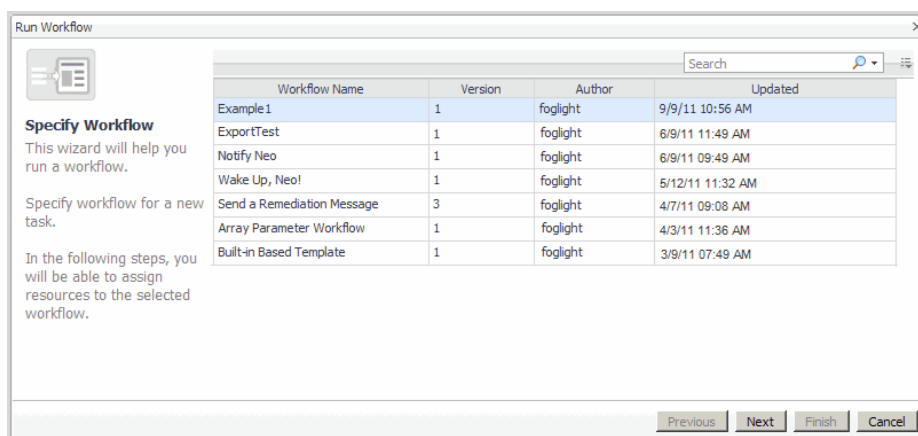 Run Workflow
Search
Workflow Name Version Author Updated
Example1 1 foglight 9/9/11 10:56 AM
ExportTest 1 foglight 6/9/11 11:49 AM
Notify Neo 1 foglight 6/9/11 09:49 AM
Wake Up, Neo! 1 foglight 5/12/11 11:32 AM
Send a Remediation Message 3 foglight 4/7/11 09:08 AM
Array Parameter Workflow 1 foglight 4/3/11 11:36 AM
Built-in Based Template 1 foglight 3/9/11 07:49 AM
Specify Workflow
This wizard will help you
run a workflow.
Specify workflow for a new
task.
In the following steps, you
will be able to assign
resources to the selected
workflow.
Previous Next Finish Cancel